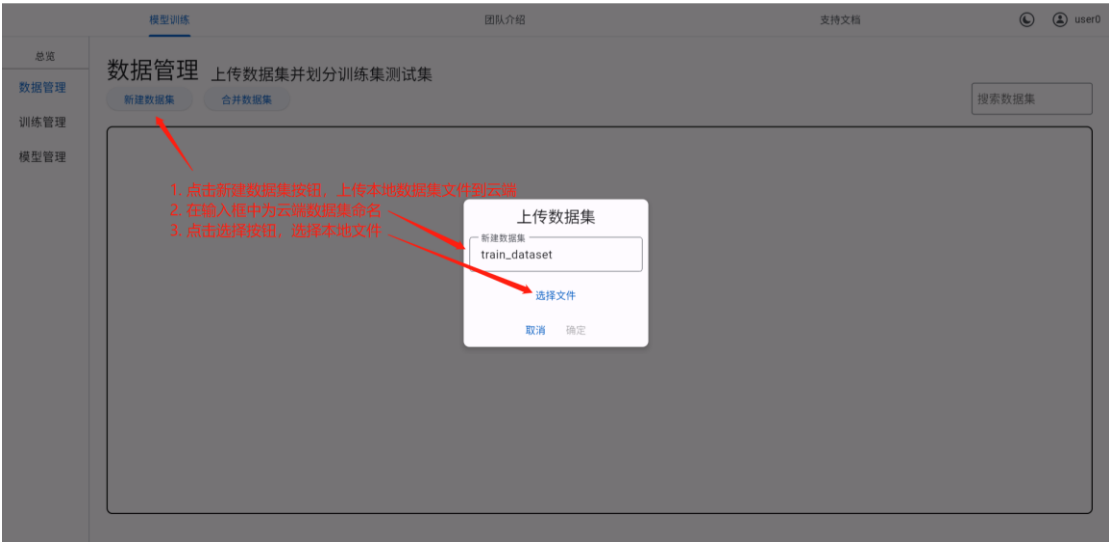 模型训练 团队介绍 支持文档 user0
总览
数据管理
训练管理
模型管理
数据管理 上传数据集并划分训练集测试集
新建数据集 合并数据集 搜索数据集
1. 点击新建数据集按钮，上传本地数据集文件到云端
2. 在输入框中为云端数据集命名
3. 点击选择按钮，选择本地文件
上传数据集
新建数据集
train_dataset
选择文件
取消 确定